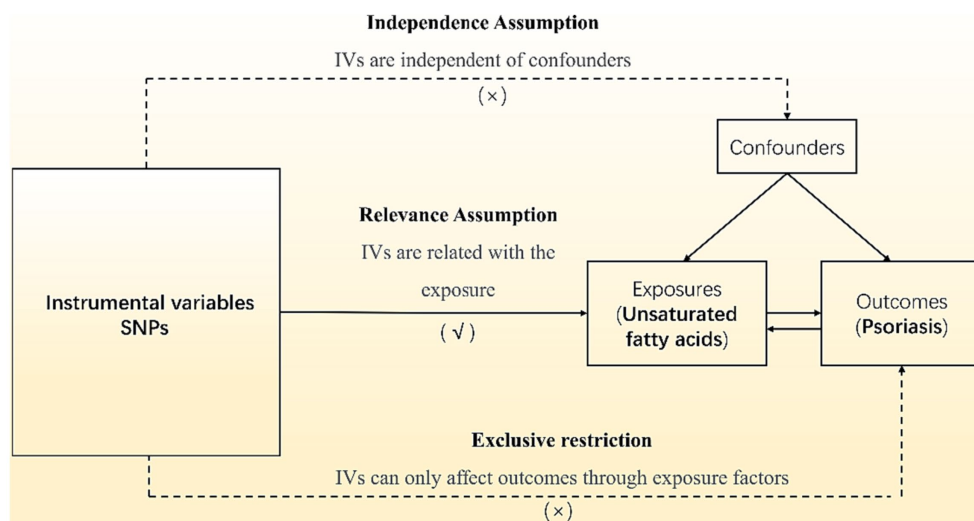 Independence Assumption
IVs are independent of confounders
(×)
Confounders
Relevance Assumption
IVs are related with the
exposure
(√)
Instrumental variables
SNPs
Exposures
(Unsaturated
fatty acids)
Outcomes
(Psoriasis)
Exclusive restriction
IVs can only affect outcomes through exposure factors
(×)